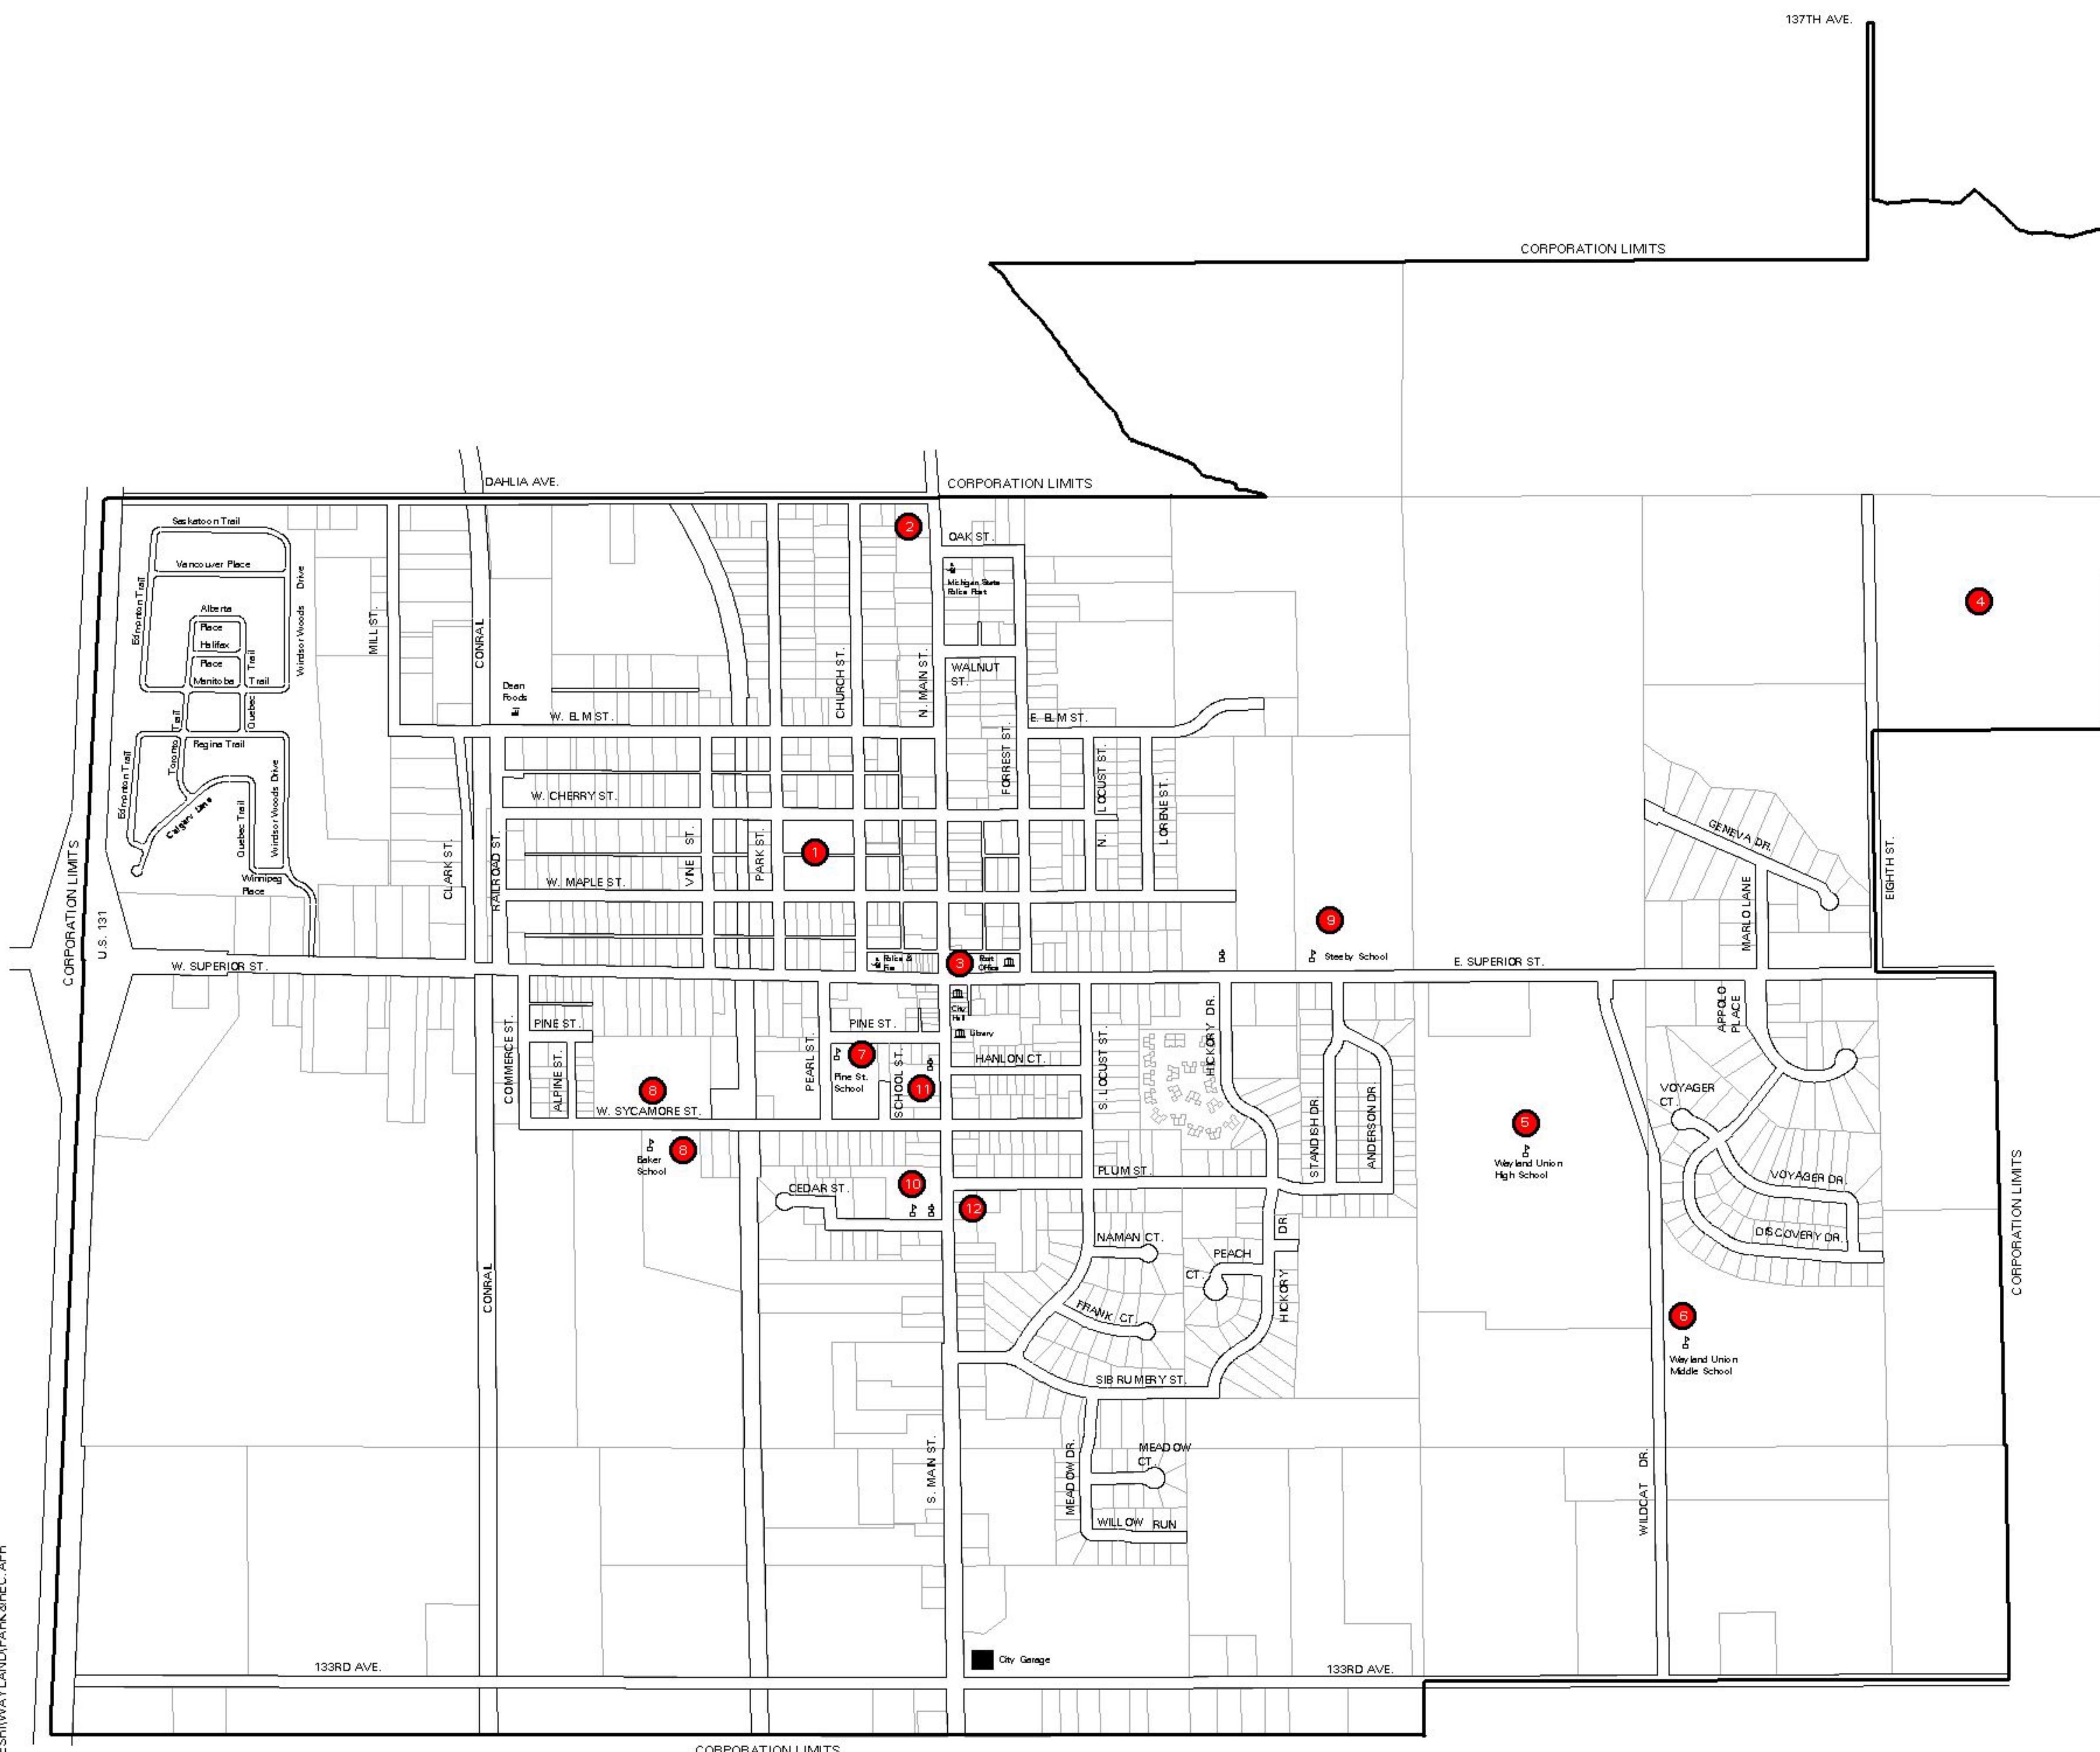 137TH AVE.
CORPORATION LIMITS
DAHLIA AVE.
CORPORATION LIMITS
Saskatoon Trail
2
OAK ST.
Vancouver Place
Edmonton Trail
Windsor Woods Drive
Michigan State
Police Post
4
Alberta
Place
Halifax
Place
Manitoba Trail
Trail
Quebec
MILL ST.
CONRAIL
CHURCH ST.
N. MAIN ST.
WALNUT
ST.
Dean
Foods
W. ELM ST.
E. ELM ST.
Toronto Trail
Regina Trail
Edmonton Trail
Calgary Lane
Quebec Trail
Windsor Woods Drive
Winnipeg
Place
FORREST ST.
N. LOCUST ST.
LORENE ST.
W. CHERRY ST.
1
VINE ST.
PARK ST.
CLARK ST.
RAILROAD ST.
W. MAPLE ST.
GENEVA DR.
MARLO LANE
EIGHTH ST.
CORPORATION LIMITS
U.S. 131
W. SUPERIOR ST.
Police &
Fire
3
Post
Office
9
Steeby School
E. SUPERIOR ST.
City
Hall
Library
PINE ST.
PINE ST.
COMMERCE ST.
ALPINE ST.
8
W. SYCAMORE ST.
PEARL ST.
7
Pine St.
School
SCHOOL ST.
11
HANLON CT.
S. LOCUST ST.
HICKORY DR.
STANDISH DR.
ANDERSON DR.
APPOLO
PLACE
VOYAGER
CT.
5
Wayland Union
High School
Baker
School
8
PLUM ST.
VOYAGER DR.
CEDAR ST.
10
12
DISCOVERY DR.
NAMAN CT.
PEACH
CT.
HICKORY DR.
CORPORATION LIMITS
CONRAIL
FRANK CT.
6
Wayland Union
Middle School
SIBRUMERY ST.
S. MAIN ST.
MEADOW DR.
MEADOW
CT.
WILDCAT DR.
WILLOW RUN
City Garage
133RD AVE.
133RD AVE.
CORPORATION LIMITS